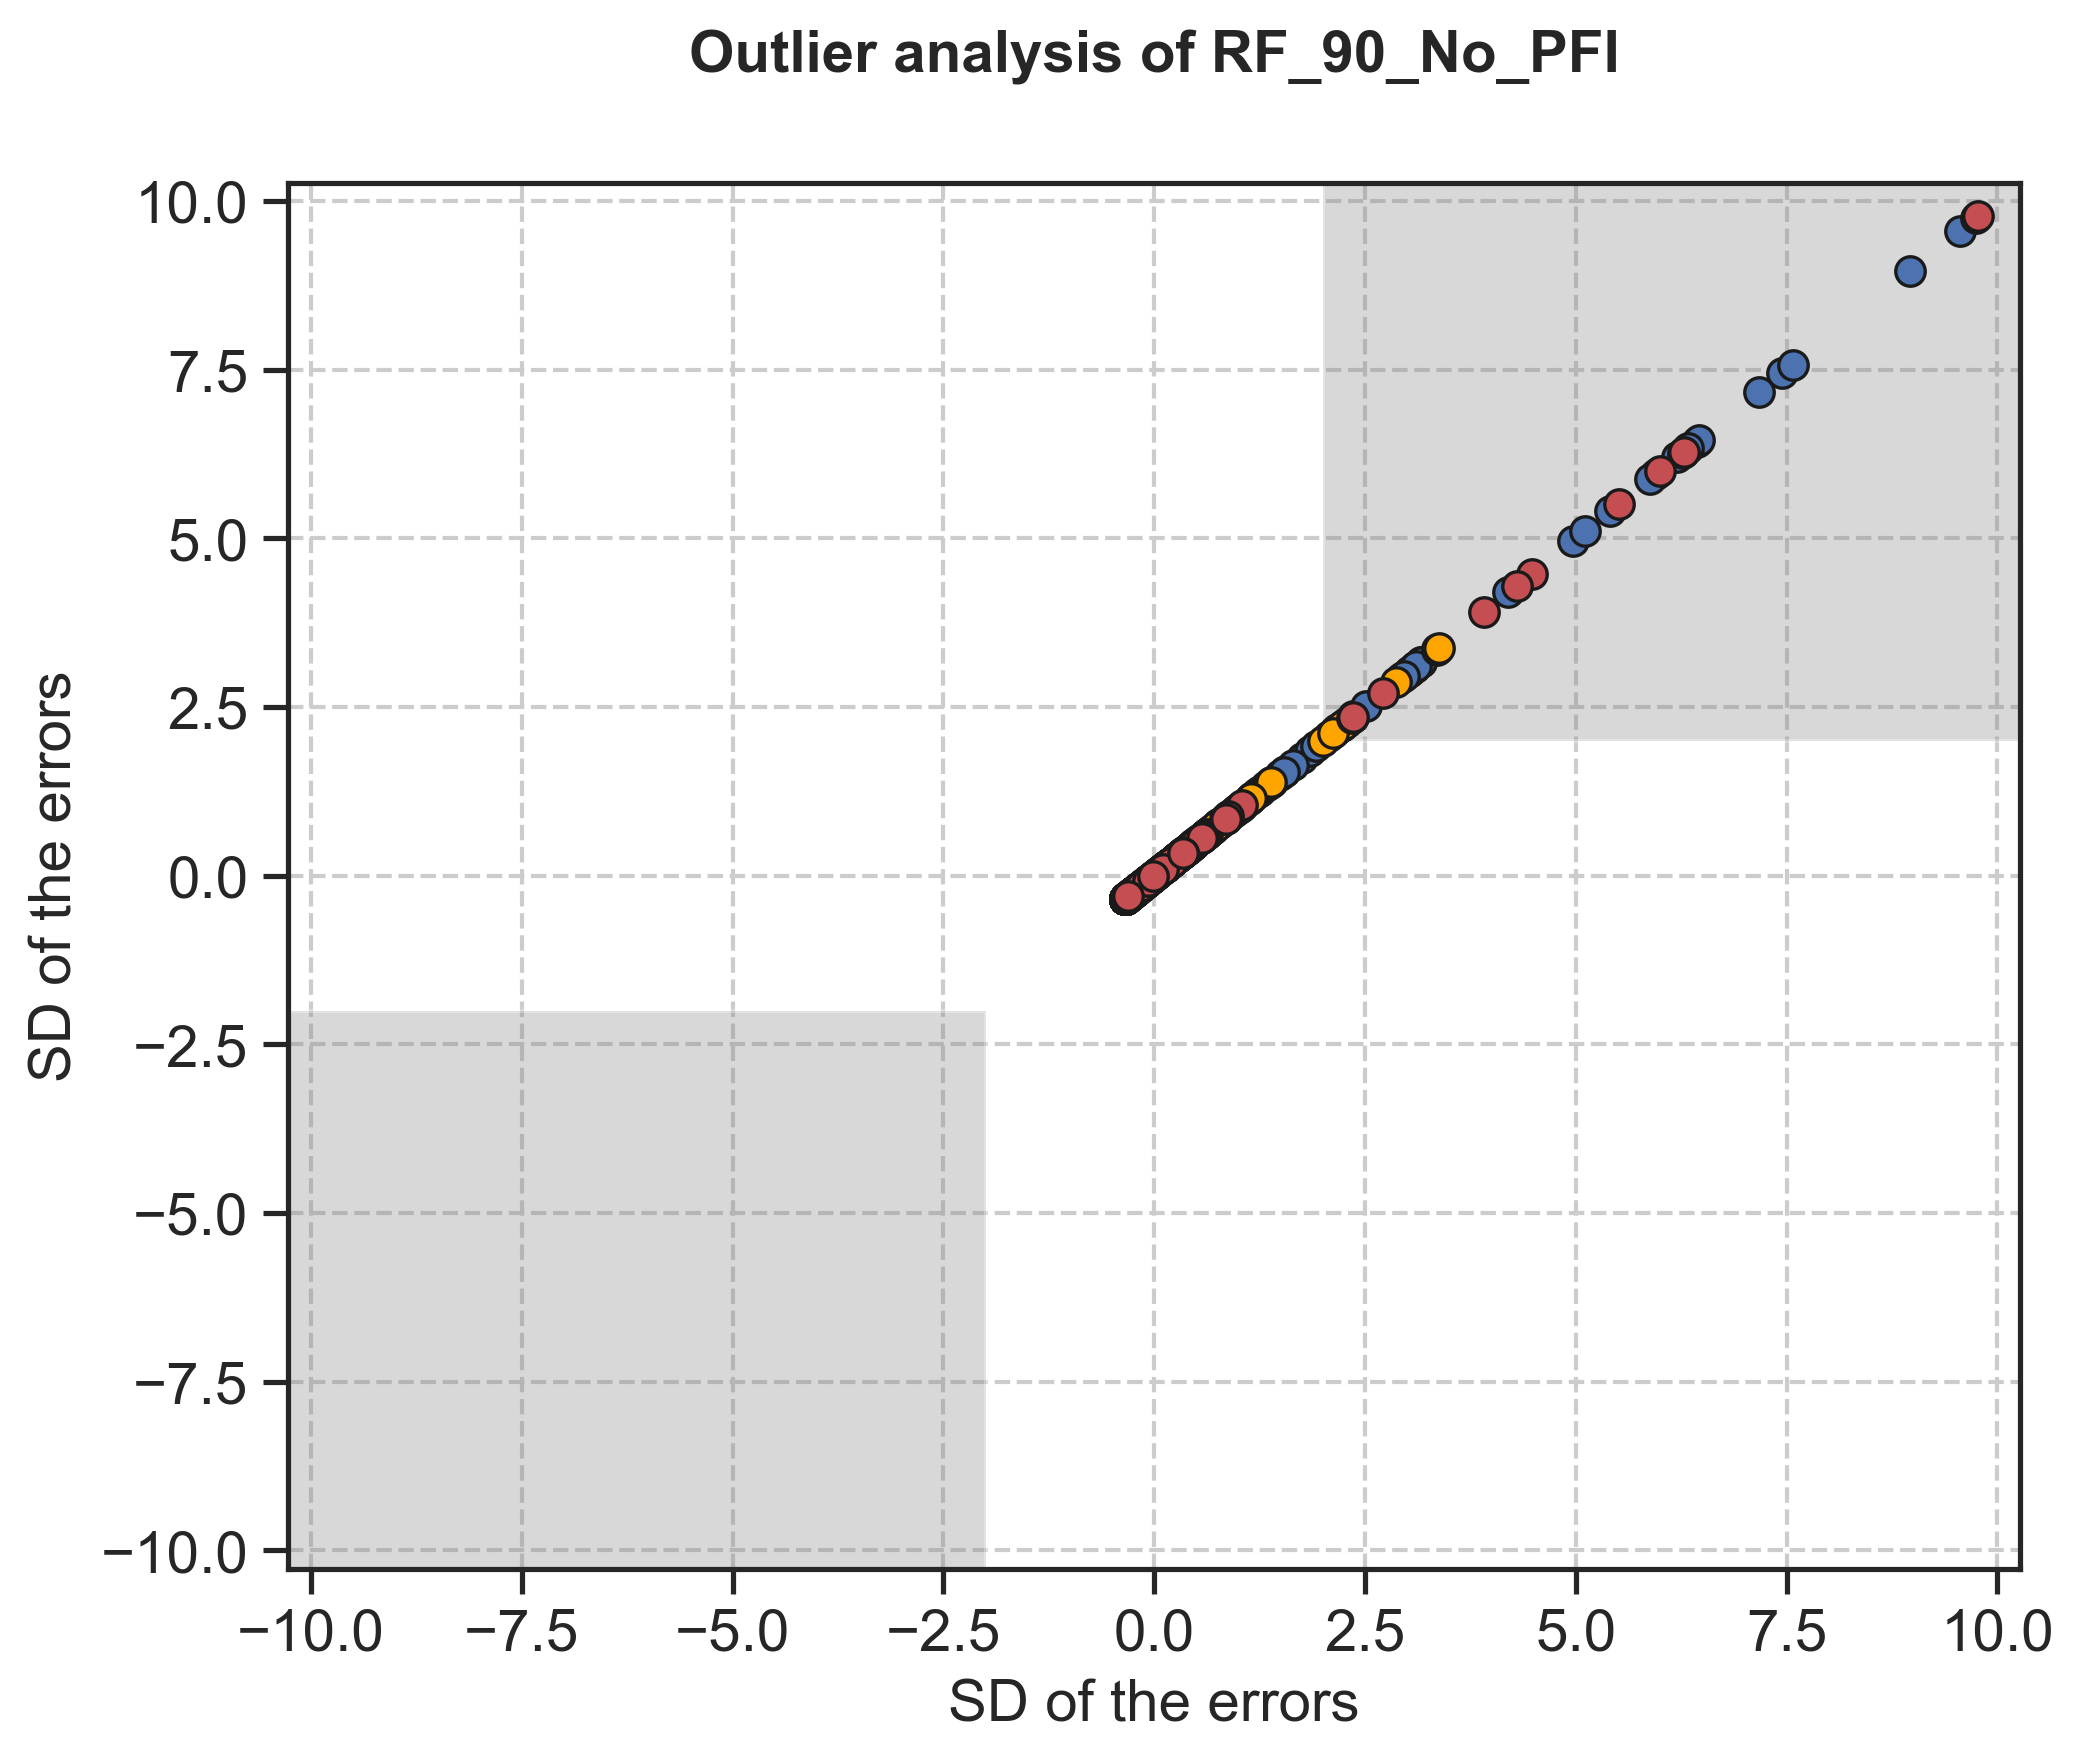 Outlier analysis of RF_90_No_PFI
10.0
7.5
5.0
2.5
0.0
−2.5
−5.0
−7.5
−10.0
SD of the errors
−10.0 −7.5 −5.0 −2.5 0.0 2.5 5.0 7.5 10.0
SD of the errors